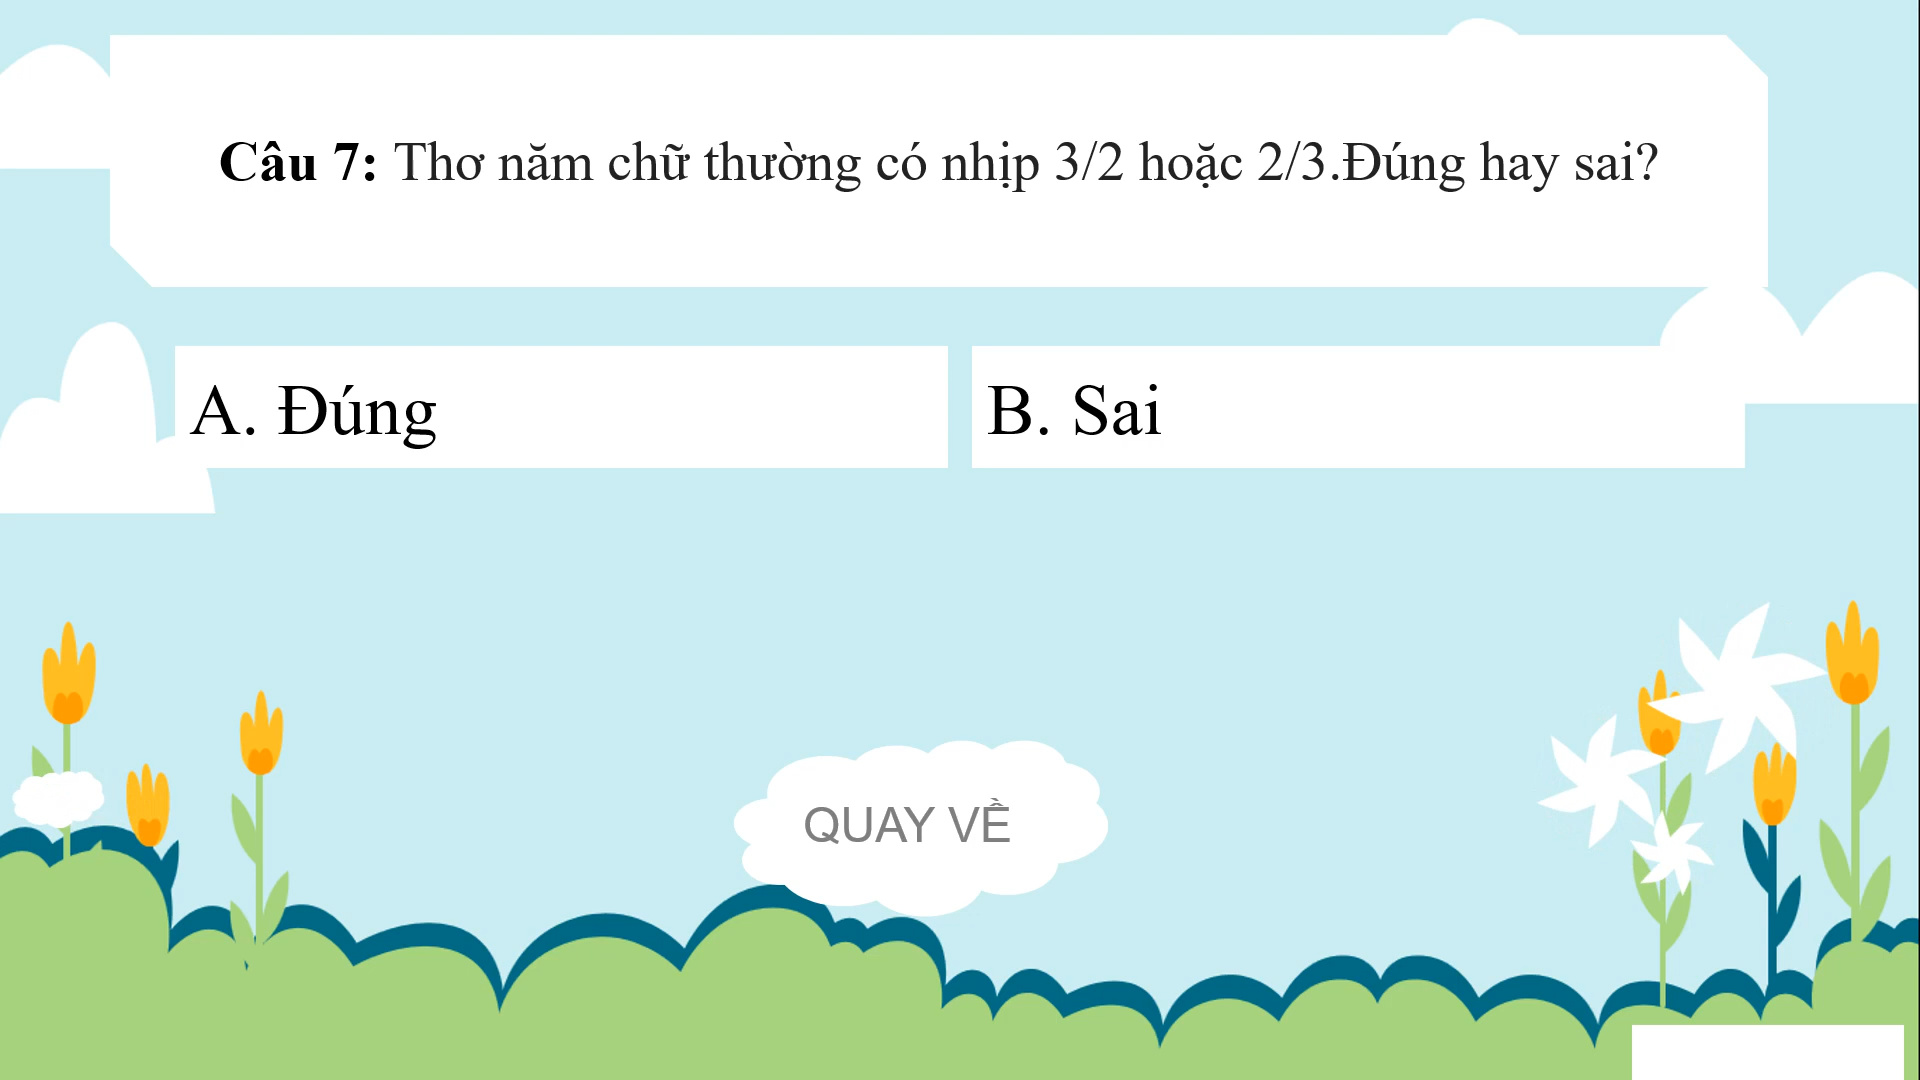 Câu 7: Thơ năm chữ thường có nhịp 3/2 hoặc 2/3.Đúng hay sai?
A. Đúng
B. Sai
QUAY VỀ